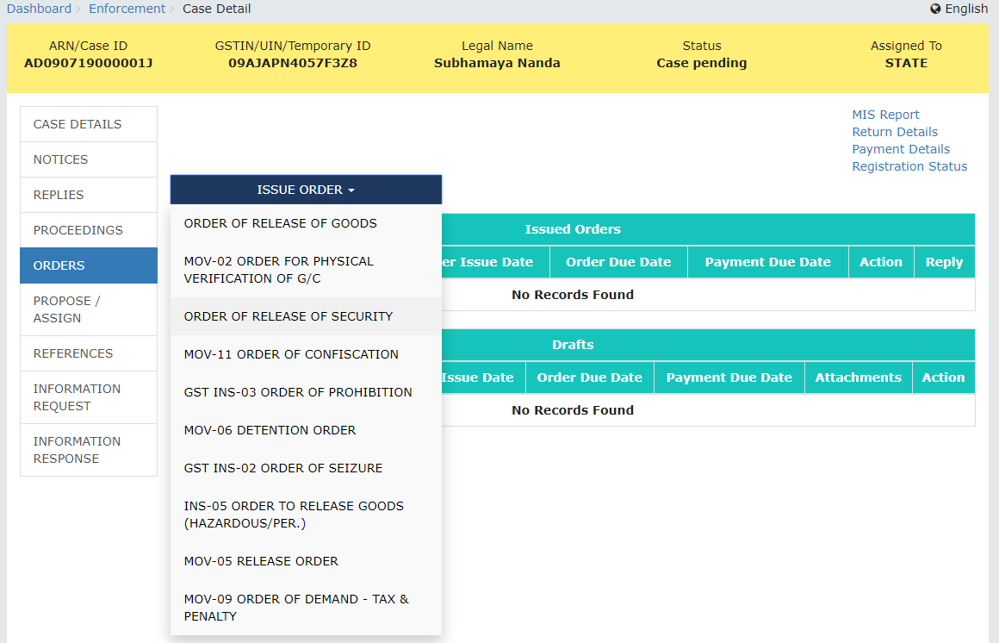 Dashboard > Enforcement > Case Detail
English
ARN/Case ID
AD090719000001J
GSTIN/UIN/Temporary ID
09AJAPN4057F3Z8
Legal Name
Subhamaya Nanda
Status
Case pending
Assigned To
STATE
CASE DETAILS
NOTICES
REPLIES
PROCEEDINGS
ORDERS
PROPOSE /
ASSIGN
REFERENCES
INFORMATION
REQUEST
INFORMATION
RESPONSE
MIS Report
Return Details
Payment Details
Registration Status
ISSUE ORDER
ORDER OF RELEASE OF GOODS
MOV-02 ORDER FOR PHYSICAL
VERIFICATION OF G/C
ORDER OF RELEASE OF SECURITY
MOV-11 ORDER OF CONFISCATION
GST INS-03 ORDER OF PROHIBITION
MOV-06 DETENTION ORDER
GST INS-02 ORDER OF SEIZURE
INS-05 ORDER TO RELEASE GOODS
(HAZARDOUS/PER.)
MOV-05 RELEASE ORDER
MOV-09 ORDER OF DEMAND - TAX &
PENALTY
Issued Orders
er Issue Date Order Due Date Payment Due Date Action Reply
No Records Found
Drafts
Issue Date Order Due Date Payment Due Date Attachments Action
No Records Found